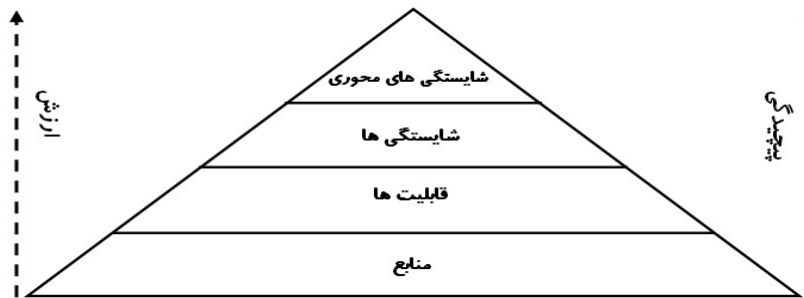 شایستگی های محوری
شایستگی ها
قابلیت ها
منابع
ارزش
پیچیدگی